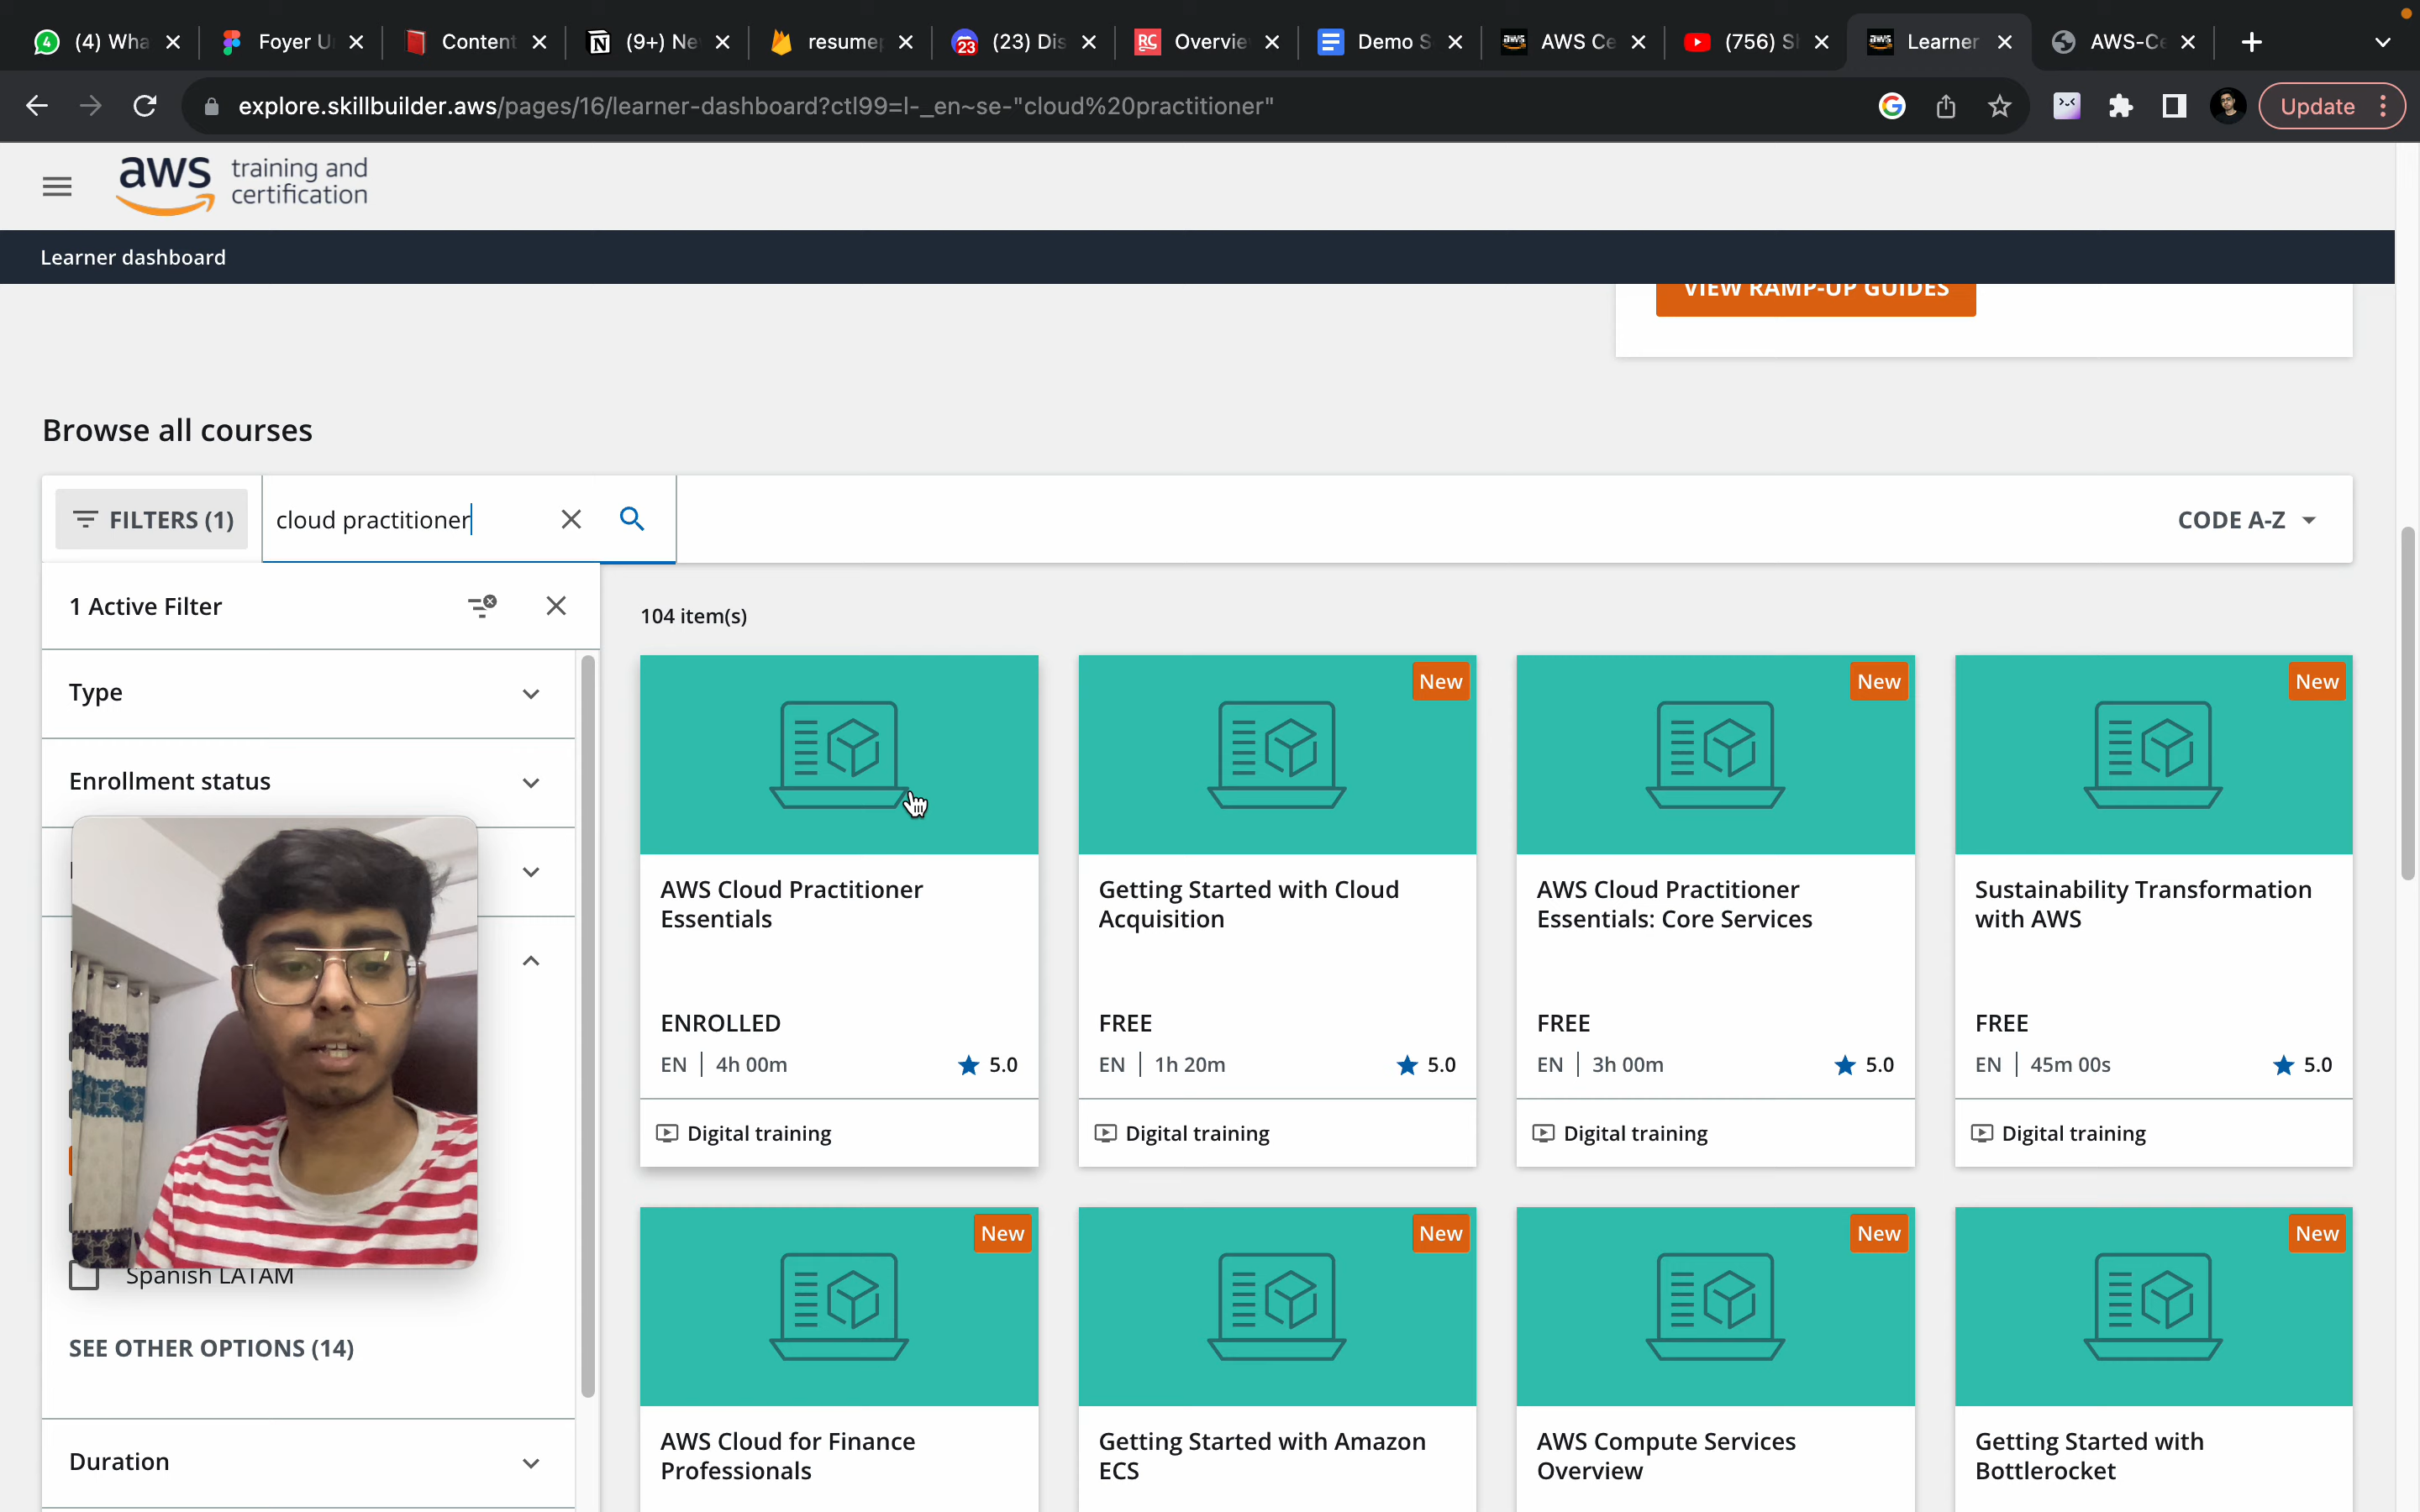 (4) Wha
Foyer U
Content
(9+) Ne
resume
(23) Dis
Overvie
Demo S
AWS Ce
(756) S
Learner
AWS-Ce
explore.skillbuilder.aws/pages/16/learner-dashboard?ctl99=l-_en~se-"cloud%20practitioner"
Update
aws training and
certification
Learner dashboard
VIEW RAMP-UP GUIDES
Browse all courses
FILTERS (1)
cloud practitioner
CODE A-Z
1 Active Filter
104 item(s)
Type
Enrollment status
Spanish LATAM
SEE OTHER OPTIONS (14)
Duration
AWS Cloud Practitioner
Essentials
ENROLLED
EN | 4h 00m
5.0
Digital training
New
Getting Started with Cloud
Acquisition
FREE
EN | 1h 20m
5.0
Digital training
New
AWS Cloud Practitioner
Essentials: Core Services
FREE
EN | 3h 00m
5.0
Digital training
New
Sustainability Transformation
with AWS
FREE
EN | 45m 00s
5.0
Digital training
New
AWS Cloud for Finance
Professionals
New
Getting Started with Amazon
ECS
New
AWS Compute Services
Overview
New
Getting Started with
Bottlerocket